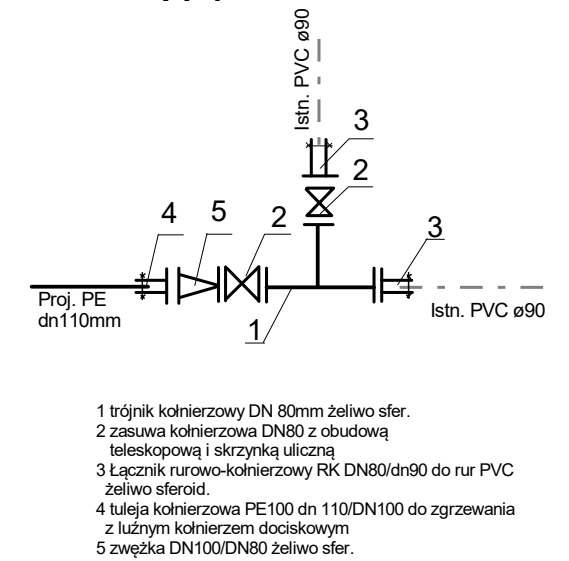 Istn. PVC ø90
3
2
4
5
2
3
Proj. PE
dn110mm
1
Istn. PVC ø90
1 trójnik kołnierzowy DN 80mm żeliwo sfer.
2 zasuwa kołnierzowa DN80 z obudową
teleskopową i skrzynką uliczną
3 Łącznik rurowo-kołnierzowy RK DN80/dn90 do rur PVC
żeliwo sferoid.
4 tuleja kołnierzowa PE100 dn 110/DN100 do zgrzewania
z luźnym kołnierzem dociskowym
5 zwężka DN100/DN80 żeliwo sfer.